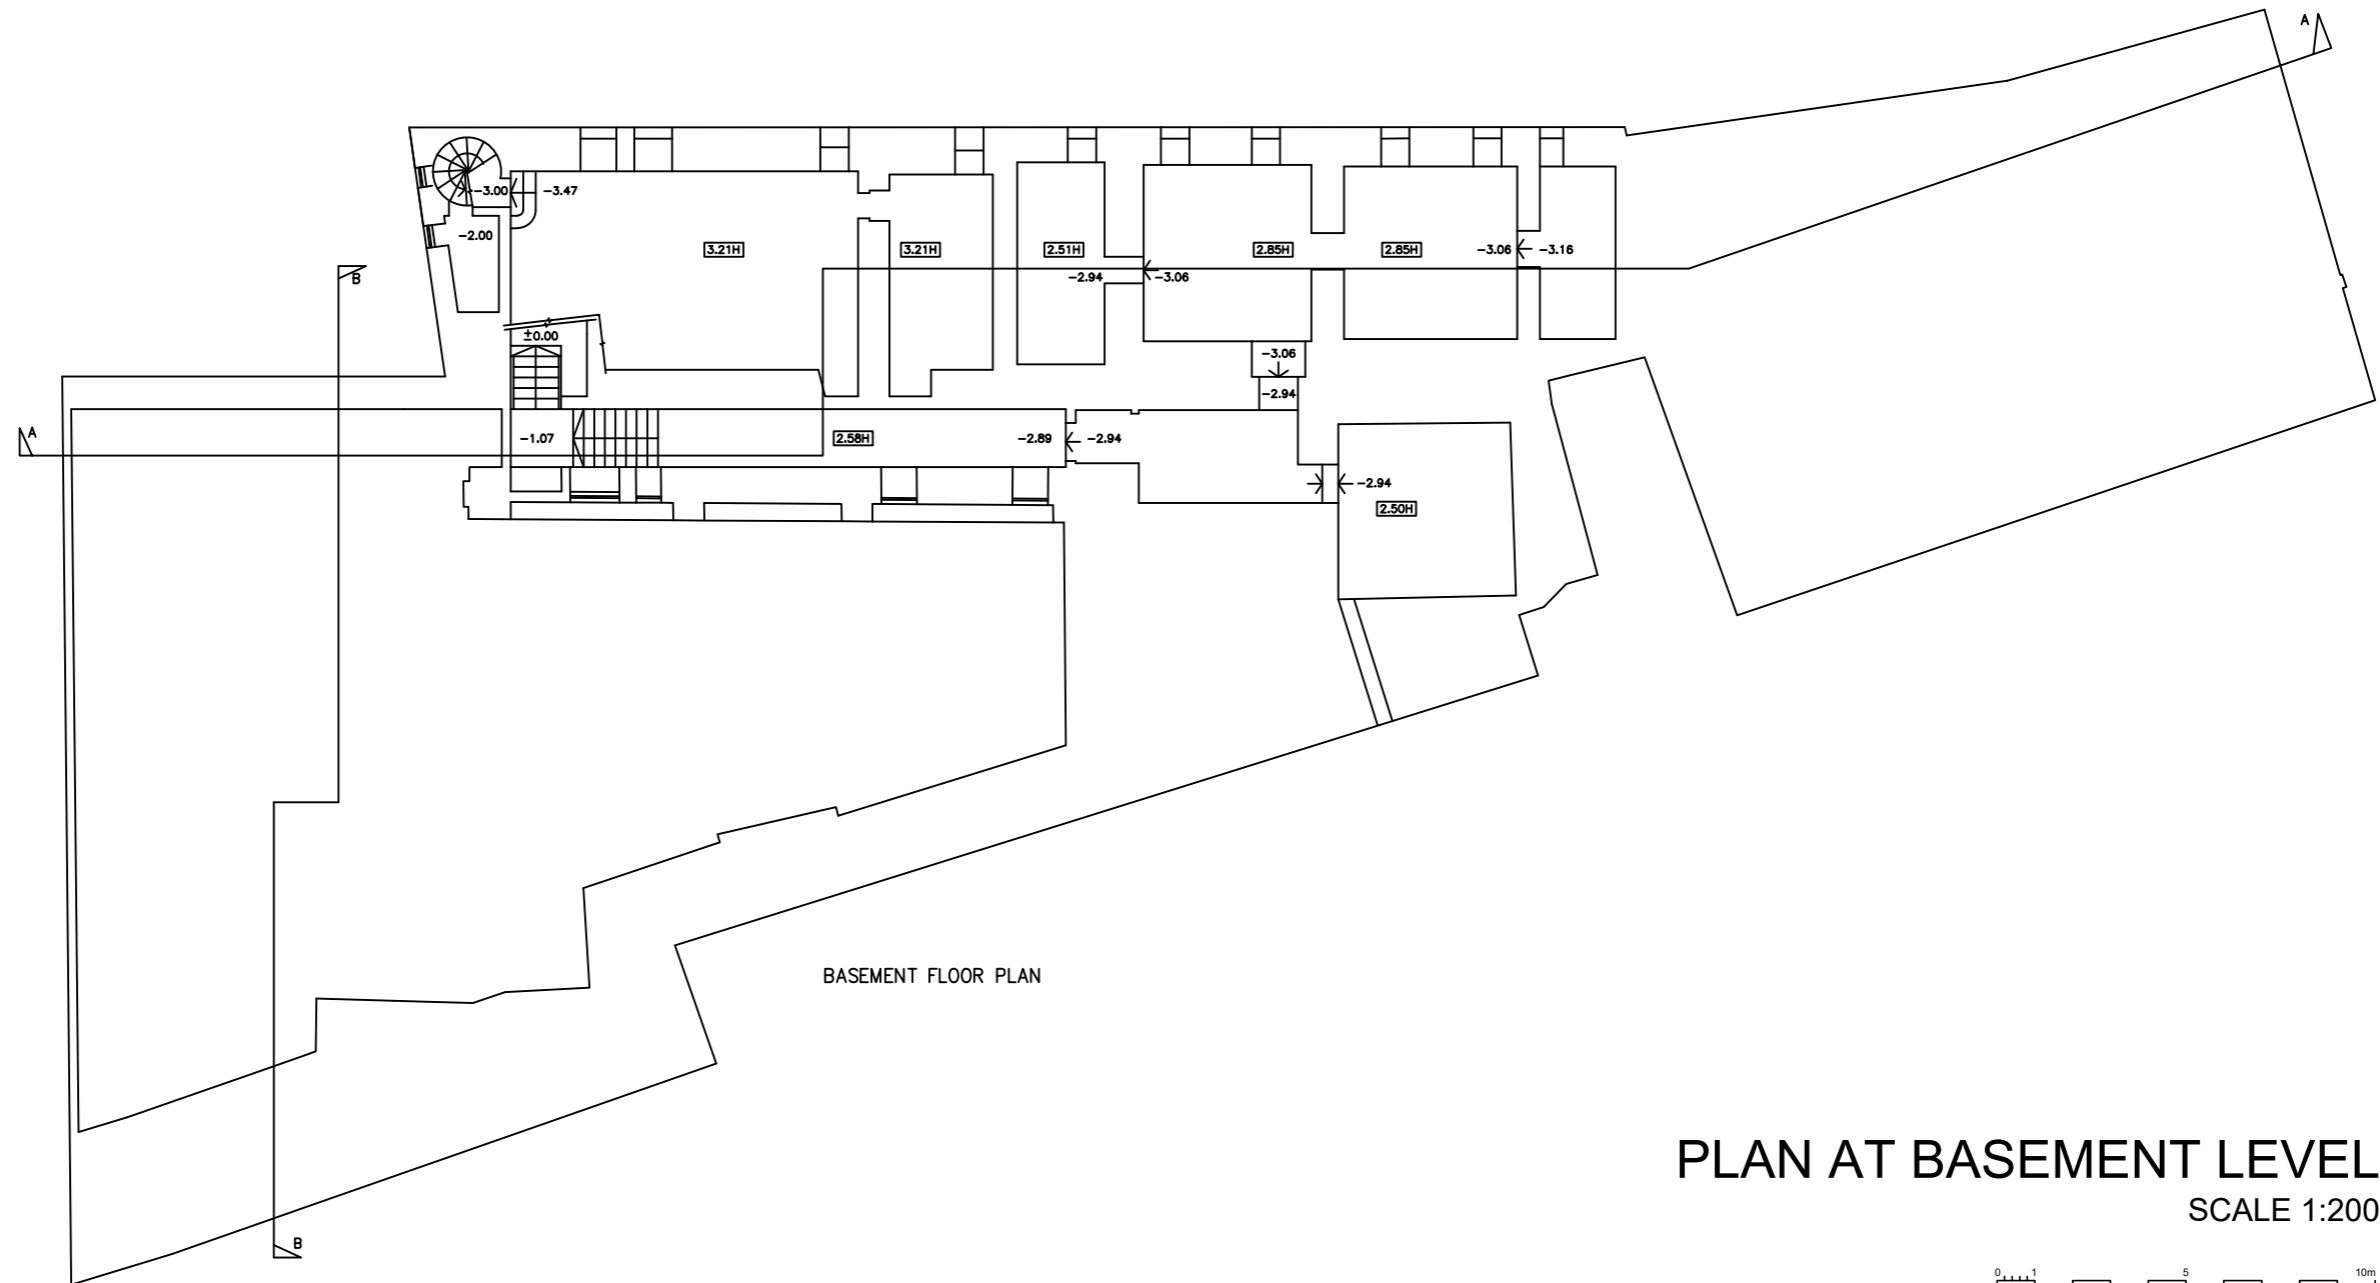 A
-3.00
-3.47
-2.00
3.21H
3.21H
2.51H
2.85H
2.85H
-3.06
-3.16
B
-2.94
-3.06
±0.00
-3.06
-2.94
A
-1.07
2.58H
-2.89
-2.94
-2.94
2.50H
BASEMENT FLOOR PLAN
PLAN AT BASEMENT LEVEL
SCALE 1:200
B
0 1 5 10m